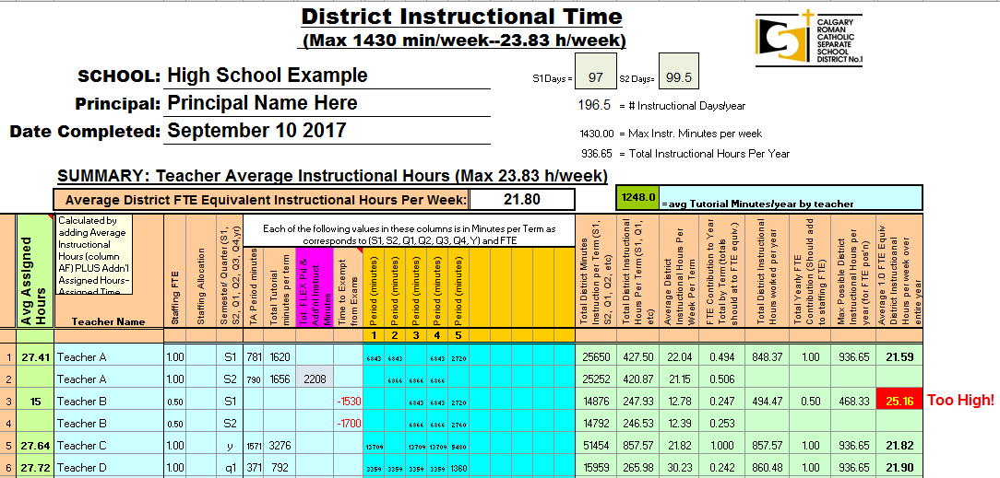 District Instructional Time
(Max 1430 min/week--23.83 h/week)
CALGARY
ROMAN
CATHOLIC
SEPARATE
SCHOOL
DISTRICT No.1
SCHOOL: High School Example
S1 Days = 97 S2 Days= 99.5
Principal: Principal Name Here
196.5 = # Instructional Days/year
Date Completed: September 10 2017
1430.00 = Max Instr. Minutes per week
936.65 = Total Instructional Hours Per Year
SUMMARY: Teacher Average Instructional Hours (Max 23.83 h/week)
Average District FTE Equivalent Instructional Hours Per Week: 21.80
1248.0 =avg Tutorial Minutes/year by teacher
Avg Assigned
Hours
Calculated by
adding Average
Instructional
Hours (column
AF) PLUS Addn'l
Assigned Hours-
Assigned Time
Teacher Name
Staffing FTE
Staffing Allocation
Semester/ Quarter (S1,
S2, Q1, Q2, Q3, Q4,yr)
Each of the following values in these columns is in Minutes per Term as
corresponds to (S1, S2, Q1, Q2, Q3, Q4, Y) and FTE
TA Period minutes
Total Tutorial
minutes per term
Tot. FLEX Pd &
Add'nl Instruct.
Minutes
Time to Exempt
from Exams
Period (minutes)
Period (minutes)
Period (minutes)
Period (minutes)
Period (minutes)
1 2 3 4 5
Total District Minutes
Instruction per Term (S1,
S2, Q1, Q2, etc)
Total District Instructional
Hours Per Term (S1, Q1,
etc)
Average District
Instructional Hours Per
Week Per Term
FTE Contribution to Year
Total by Term (totals
should at to FTE equiv.)
Total District Instructional
Hours worked per year
Total Yearly FTE
Contribution (Should add
to staffing FTE)
Max Possible District
Instructional Hours per
year (for FTE pos'n)
Average 1.0 FTE Equiv
District Instructioanal
Hours per week over
entire year
1 27.41 Teacher A 1.00 S1 781 1620 6843 6843 6843 2720 25650 427.50 22.04 0.494 848.37 1.00 936.65 21.59
2 Teacher A 1.00 S2 790 1656 2208 6866 6866 6866 25252 420.87 21.15 0.506
3 15 Teacher B 0.50 S1 -1530 6843 6843 2720 14876 247.93 12.78 0.247 494.47 0.50 468.33 25.16 Too High!
4 Teacher B 0.50 S2 -1700 6866 6866 2760 14792 246.53 12.39 0.253
5 27.64 Teacher C 1.00 y 1571 3276 13709 13709 13709 5480 51454 857.57 21.82 1.000 857.57 1.00 936.65 21.82
6 27.72 Teacher D 1.00 q1 371 792 3359 3359 3359 3359 1360 15959 265.98 30.23 0.242 860.48 1.00 936.65 21.90